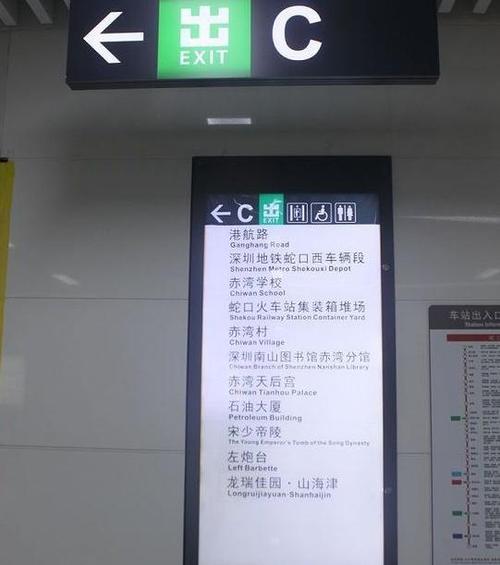 出
EXIT
C
C
出
EXIT
港航路
Ganghang Road
深圳地铁蛇口西车辆段
Shenzhen Metro Shekouxi Depot
赤湾学校
Chiwan School
蛇口火车站集装箱堆场
Shekou Railway Station Container Yard
赤湾村
Chiwan Village
深圳南山图书馆赤湾分馆
Chiwan Branch of Shenzhen Nanshan Library
赤湾天后宫
Chiwan Tianhou Palace
石油大厦
Petroleum Building
宋少帝陵
The Young Emperor's Tomb of the Song Dynasty
左炮台
Left Barbette
龙瑞佳园·山海津
Longruijiayuan·Shanhaijin
车站出入口
Station